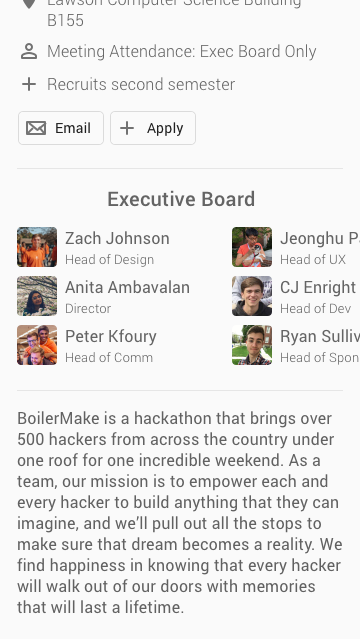 Lawson Computer Science Building
B155
Meeting Attendance: Exec Board Only
Recruits second semester
Email
Apply
Executive Board
Zach Johnson
Head of Design
Jeonghu P
Head of UX
Anita Ambavalan
Director
CJ Enright
Head of Dev
Peter Kfoury
Head of Comm
Ryan Sulliv
Head of Spon
BoilerMake is a hackathon that brings over
500 hackers from across the country under
one roof for one incredible weekend. As a
team, our mission is to empower each and
every hacker to build anything that they can
imagine, and we’ll pull out all the stops to
make sure that dream becomes a reality. We
find happiness in knowing that every hacker
will walk out of our doors with memories
that will last a lifetime.